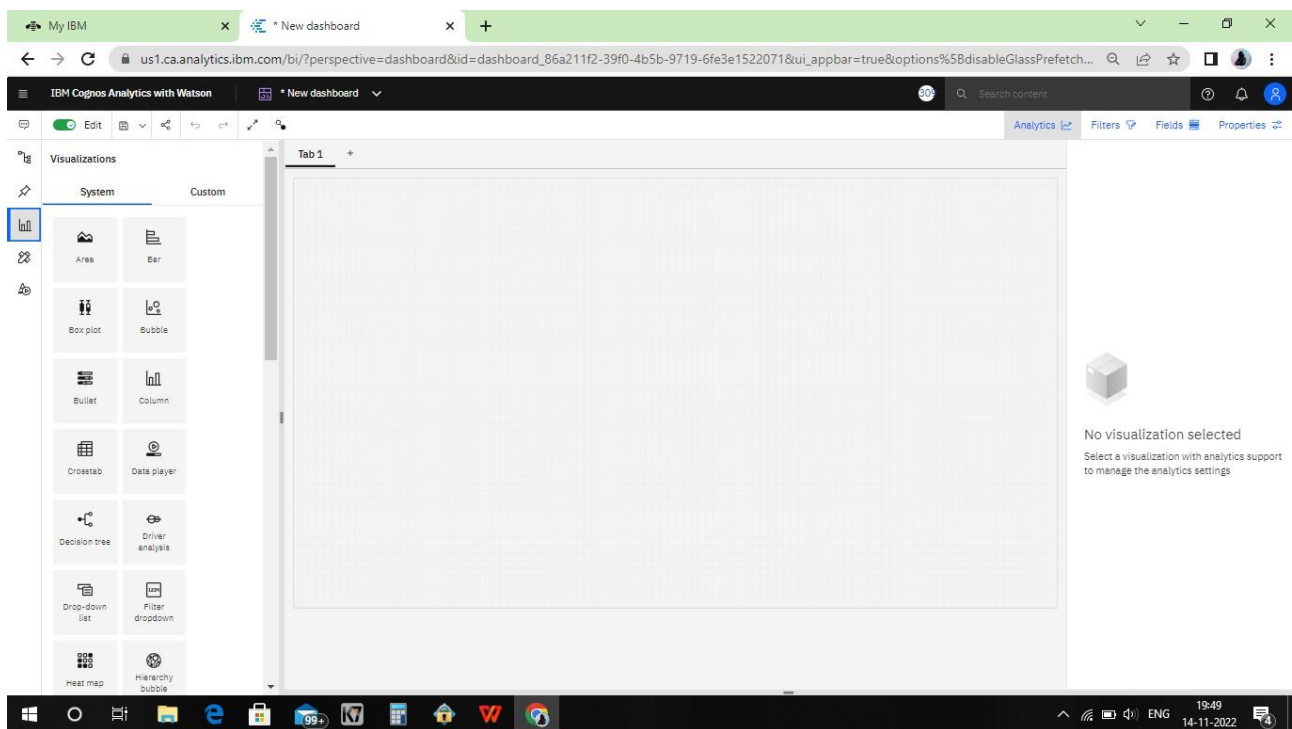 My IBM
* New dashboard
us1.ca.analytics.ibm.com/bi/?perspective=dashboard&id=dashboard_86a211f2-39f0-4b5b-9719-6fe3e1522071&ui_appbar=true&options%5BdisableGlassPrefetch...
IBM Cognos Analytics with Watson
* New dashboard
Search content
Edit
Analytics
Filters
Fields
Properties
Visualizations
Tab 1
System
Custom
Area
Bar
Box plot
Bubble
Bullet
Column
Crosstab
Data player
Decision tree
Driver
analysis
Drop-down
list
Filter
dropdown
Heat map
Hierarchy
bubble
No visualization selected
Select a visualization with analytics support
to manage the analytics settings
99+
ENG
19:49
14-11-2022
4